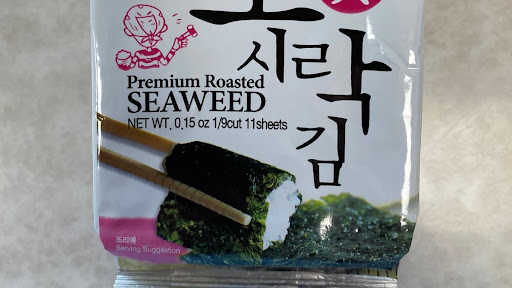 시락
Premium Roasted
SEAWEED
김
NET WT. 0.15 oz 1/9cut 11sheets
조리예
Serving Suggestion